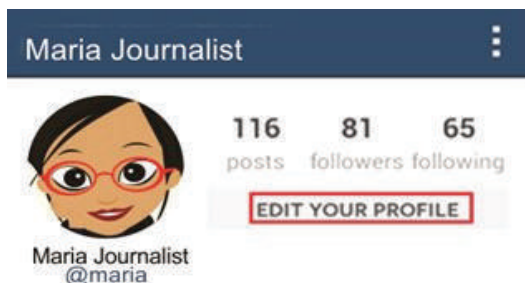 Maria Journalist
116 81 65
posts followers following
EDIT YOUR PROFILE
Maria Journalist
@maria